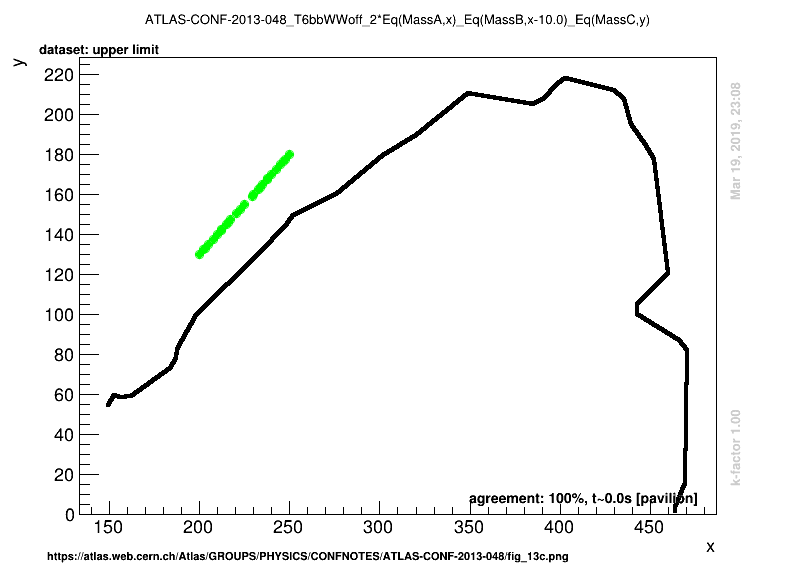 ATLAS-CONF-2013-048_T6bbWWoff_2*Eq(MassA,x)_Eq(MassB,x-10.0)_Eq(MassC,y)
dataset: upper limit
y
220
200
180
160
140
120
100
80
60
40
20
0
150 200 250 300 350 400 450
x
agreement: 100%, t~0.0s [pavilion]
Mar 19, 2019, 23:08
k-factor 1.00
https://atlas.web.cern.ch/Atlas/GROUPS/PHYSICS/CONFNOTES/ATLAS-CONF-2013-048/fig_13c.png